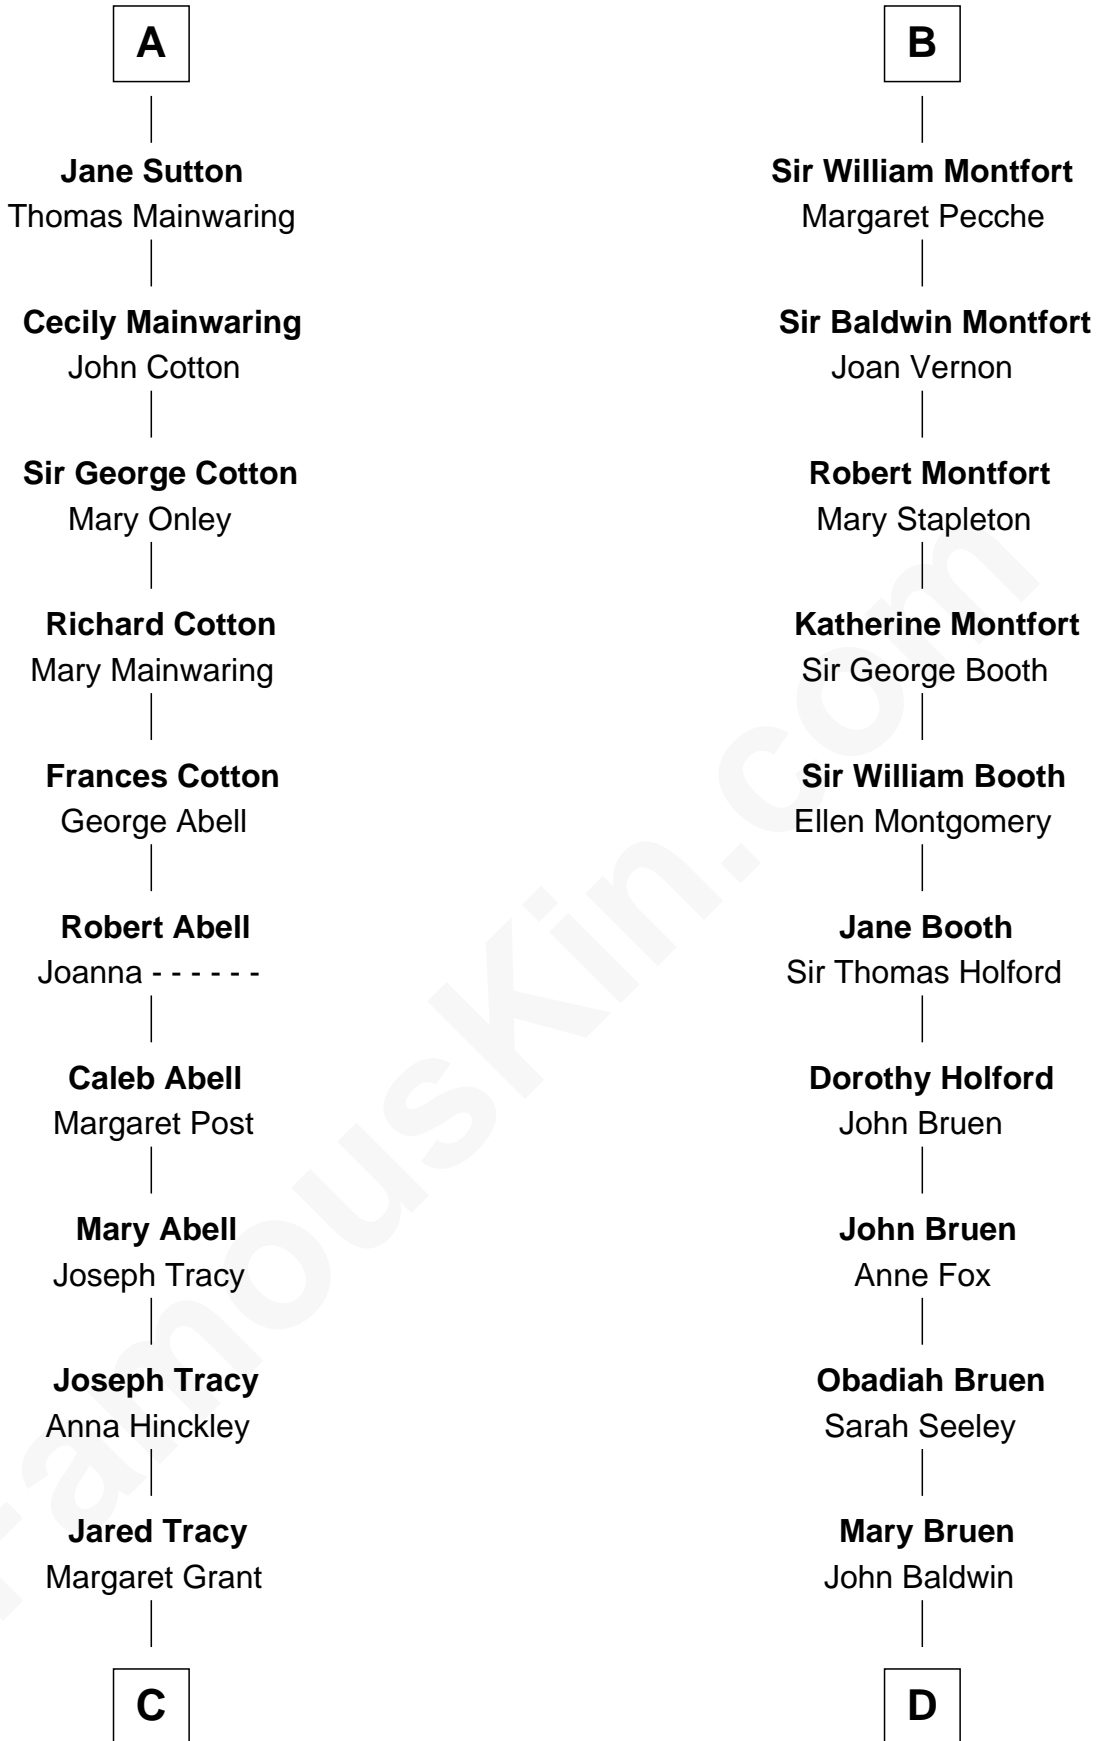 A
Jane Sutton
Thomas Mainwaring
Cecily Mainwaring
John Cotton
Sir George Cotton
Mary Onley
Richard Cotton
Mary Mainwaring
Frances Cotton
George Abell
Robert Abell
Joanna - - - - - -
Caleb Abell
Margaret Post
Mary Abell
Joseph Tracy
Joseph Tracy
Anna Hinckley
Jared Tracy
Margaret Grant
C
B
Sir William Montfort
Margaret Pecche
Sir Baldwin Montfort
Joan Vernon
Robert Montfort
Mary Stapleton
Katherine Montfort
Sir George Booth
Sir William Booth
Ellen Montgomery
Jane Booth
Sir Thomas Holford
Dorothy Holford
John Bruen
John Bruen
Anne Fox
Obadiah Bruen
Sarah Seeley
Mary Bruen
John Baldwin
D
FamousKin.com